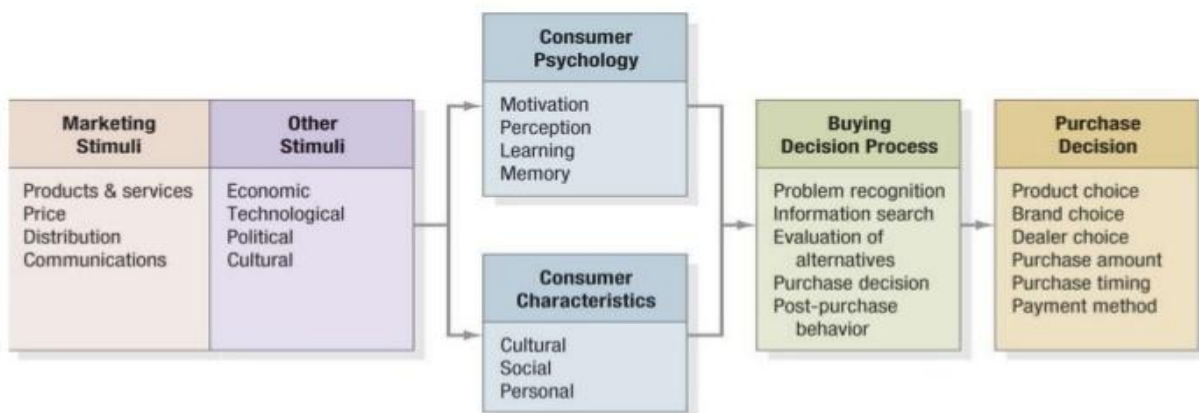 Marketing
Stimuli
Products & services
Price
Distribution
Communications
Other
Stimuli
Economic
Technological
Political
Cultural
Consumer
Psychology
Motivation
Perception
Learning
Memory
Consumer
Characteristics
Cultural
Social
Personal
Buying
Decision Process
Problem recognition
Information search
Evaluation of
alternatives
Purchase decision
Post-purchase
behavior
Purchase
Decision
Product choice
Brand choice
Dealer choice
Purchase amount
Purchase timing
Payment method